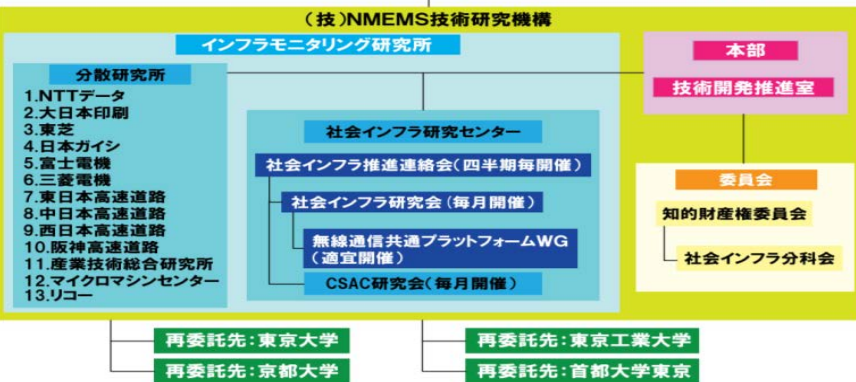 (技)NMEMS技術研究機構
インフラモニタリング研究所
分散研究所
1.NTTデータ
2.大日本印刷
3.東芝
4.日本ガイシ
5.富士電機
6.三菱電機
7.東日本高速道路
8.中日本高速道路
9.西日本高速道路
10.阪神高速道路
11.産業技術総合研究所
12.マイクロマシンセンター
13.リコー
社会インフラ研究センター
社会インフラ推進連絡会(四半期毎開催)
社会インフラ研究会(毎月開催)
無線通信共通プラットフォームWG
(適宜開催)
CSAC研究会(毎月開催)
本部
技術開発推進室
委員会
知的財産権委員会
社会インフラ分科会
再委託先:東京大学
再委託先:京都大学
再委託先:東京工業大学
再委託先:首都大学東京